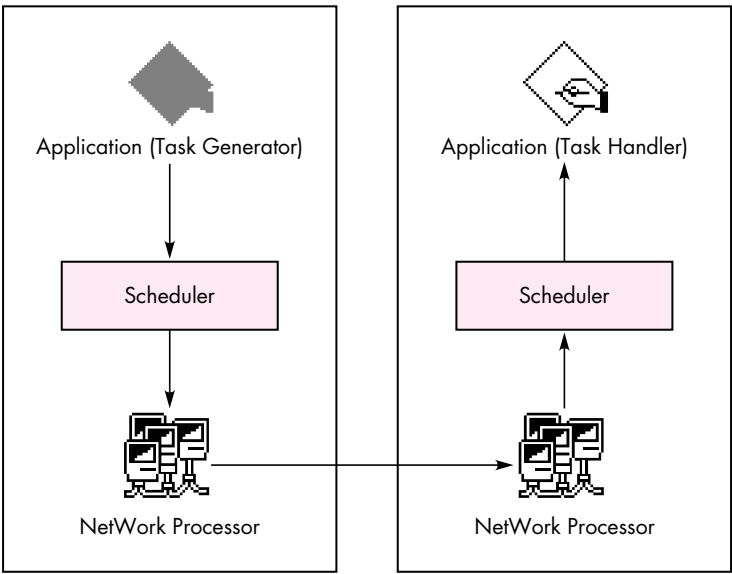 Application (Task Generator)
Scheduler
NetWork Processor
Application (Task Handler)
Scheduler
NetWork Processor